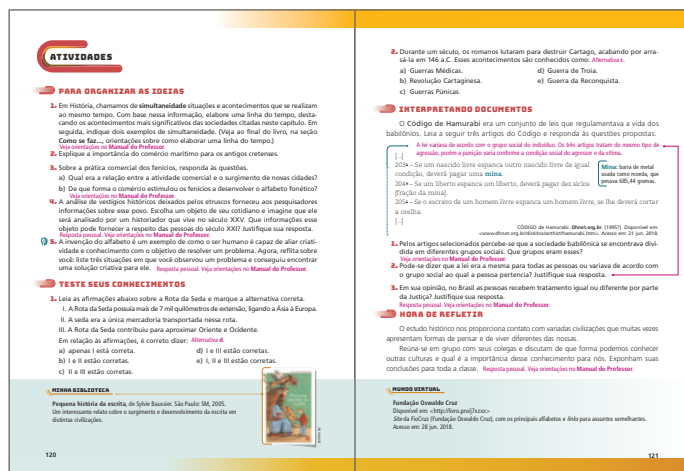 ATIVIDADES
PARA ORGANIZAR AS IDEIAS
1. Em História, chamamos de simultaneidade situações e acontecimentos que se realizam
ao mesmo tempo. Com base nessa informação, elabore uma linha do tempo, desta-
cando os acontecimentos mais significativos das sociedades citadas neste capítulo. Em
seguida, indique dois exemplos de simultaneidade. (Veja ao final do livro, na seção
Como se faz..., orientações sobre como elaborar uma linha do tempo.)
Veja orientações no Manual do Professor.
2. Explique a importância do comércio marítimo para os antigos cretenses.
3. Sobre a prática comercial dos fenícios, responda às questões.
a) Qual era a relação entre a atividade comercial e o surgimento de novas cidades?
b) De que forma o comércio estimulou os fenícios a desenvolver o alfabeto fonético?
Veja orientações no Manual do Professor.
4. A análise de vestígios históricos deixados pelos etruscos forneceu aos pesquisadores
informações sobre esse povo. Escolha um objeto de seu cotidiano e imagine que ele
será analisado por um historiador que vive no século XXV. Que informações esse
objeto pode fornecer a respeito das pessoas do século XXI? Justifique sua resposta.
Resposta pessoal. Veja orientações no Manual do Professor.
5. A invenção do alfabeto é um exemplo de como o ser humano é capaz de aliar criati-
vidade e conhecimento com o objetivo de resolver um problema. Agora, reflita sobre
você: liste três situações em que você observou um problema e conseguiu encontrar
uma solução criativa para ele. Resposta pessoal. Veja orientações no Manual do Professor.
TESTE SEUS CONHECIMENTOS
1. Leia as afirmações abaixo sobre a Rota da Seda e marque a alternativa correta.
I. A Rota da Seda possuía mais de 7 mil quilômetros de extensão, ligando a Ásia à Europa.
II. A seda era a única mercadoria transportada nessa rota.
III. A Rota da Seda contribuiu para aproximar Oriente e Ocidente.
Em relação às afirmações, é correto dizer: Alternativa d.
a) apenas I está correta.
d) I e III estão corretas.
b) I e II estão corretas.
e) I, II e III estão corretas.
c) II e III estão corretas.
MINHA BIBLIOTECA
Pequena história da escrita, de Sylvie Baussier. São Paulo: SM, 2005.
Um interessante relato sobre o surgimento e desenvolvimento da escrita em
distintas civilizações.
120
2. Durante um século, os romanos lutaram para destruir Cartago, acabando por arra-
sá-la em 146 a.C. Esses acontecimentos são conhecidos como: Alternativa c.
a) Guerras Médicas.
d) Guerra de Troia.
b) Revolução Cartaginesa.
e) Guerra da Reconquista.
c) Guerras Púnicas.
INTERPRETANDO DOCUMENTOS
O Código de Hamurabi era um conjunto de leis que regulamentava a vida dos
babilônios. Leia a seguir três artigos do Código e responda às questões propostas.
A lei variava de acordo com o grupo social do indivíduo. Os três artigos tratam do mesmo tipo de
agressão, porém a punição varia conforme a condição social do agressor e da vítima.
[...]
203º – Se um nascido livre espanca outro nascido livre de igual
condição, deverá pagar uma mina.
204º – Se um liberto espanca um liberto, deverá pagar dez siclos
[fração da mina].
205º – Se o escravo de um homem livre espanca um homem livre, se lhe deverá cortar
a orelha.
[...]
Mina: barra de metal
usada como moeda, que
pesava 685,44 gramas.
CÓDIGO de Hamurabi. Dhnet.org.br. [1995?]. Disponível em:
<www.dhnet.org.br/direitos/anthist/hamurabi.htm>. Acesso em: 21 jun. 2018.
1. Pelos artigos selecionados percebe-se que a sociedade babilônica se encontrava divi-
dida em diferentes grupos sociais. Que grupos eram esses?
Veja orientações no Manual do Professor.
2. Pode-se dizer que a lei era a mesma para todas as pessoas ou variava de acordo com
o grupo social ao qual a pessoa pertencia? Justifique sua resposta.
3. Em sua opinião, no Brasil as pessoas recebem tratamento igual ou diferente por parte
da Justiça? Justifique sua resposta.
Resposta pessoal. Veja orientações no Manual do Professor.
HORA DE REFLETIR
O estudo histórico nos proporciona contato com variadas civilizações que muitas vezes
apresentam formas de pensar e de viver diferentes das nossas.
Reúna-se em grupo com seus colegas e discutam de que forma podemos conhecer
outras culturas e qual é a importância desse conhecimento para nós. Exponham suas
conclusões para toda a classe. Resposta pessoal. Veja orientações no Manual do Professor.
MUNDO VIRTUAL
Fundação Oswaldo Cruz
Disponível em: <http://livro.pro/j7xzxc>
Site da FioCruz (Fundação Oswaldo Cruz), com os principais alfabetos e links para assuntos semelhantes.
Acesso em: 28 jun. 2018.
121